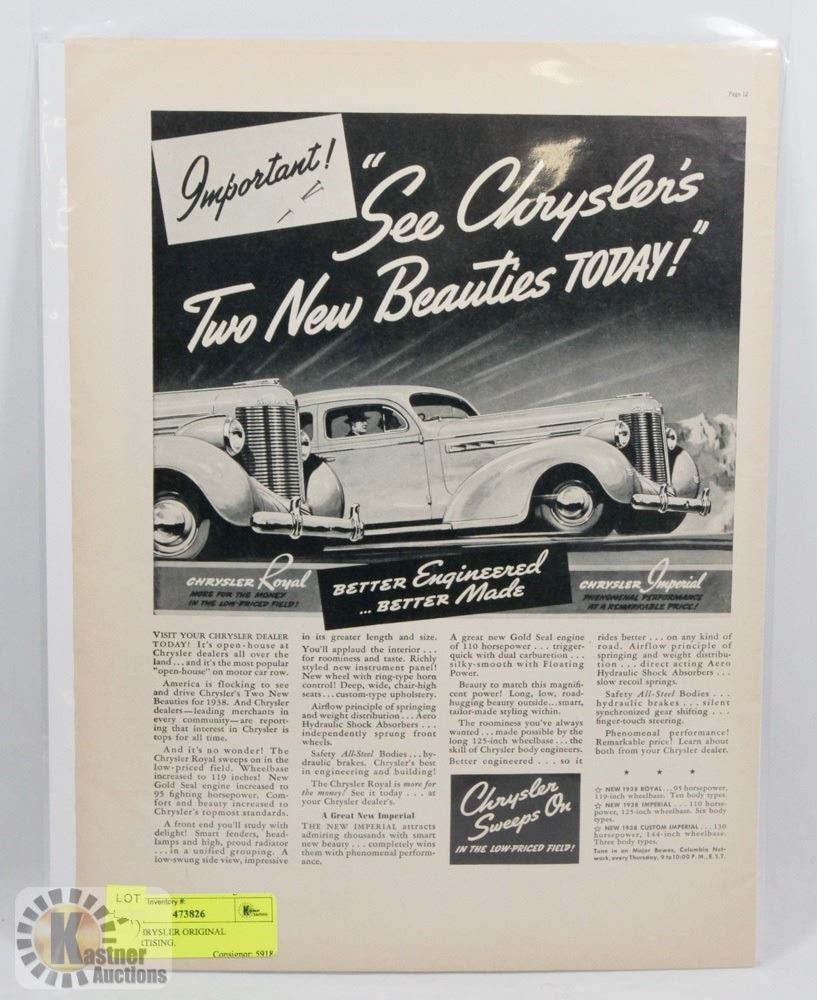 Page 12
Important!
"See Chrysler's
Two New Beauties TODAY!"
CHRYSLER Royal
MORE FOR THE MONEY
IN THE LOW-PRICED FIELD!
BETTER Engineered
... BETTER Made
CHRYSLER Imperial
PHENOMENAL PERFORMANCE
AT A REMARKABLE PRICE!
VISIT YOUR CHRYSLER DEALER
TODAY! It's open-house at
Chrysler dealers all over the
land . . . and it's the most popular
"open-house" on motor car row.
America is flocking to see
and drive Chrysler's Two New
Beauties for 1938. And Chrysler
dealers—leading merchants in
every community—are report-
ing that interest in Chrysler is
tops for all time.
And it's no wonder! The
Chrysler Royal sweeps on in the
low-priced field. Wheelbase
increased to 119 inches! New
Gold Seal engine increased to
95 fighting horsepower. Com-
fort and beauty increased to
Chrysler's topmost standards.
A front end you'll study with
delight! Smart fenders, head-
lamps and high, proud radiator
. . . in a unified grouping. A
low-swung side view, impressive
in its greater length and size.
You'll applaud the interior . . .
for roominess and taste. Richly
styled new instrument panel!
New wheel with ring-type horn
control! Deep, wide, chair-high
seats . . . custom-type upholstery.
Airflow principle of springing
and weight distribution . . . Aero
Hydraulic Shock Absorbers . . .
independently sprung front
wheels.
Safety All-Steel Bodies . . . hy-
draulic brakes. Chrysler's best
in engineering and building!
The Chrysler Royal is more for
the money! See it today . . . at
your Chrysler dealer's.
A Great New Imperial
THE NEW IMPERIAL attracts
admiring thousands with smart
new beauty . . . completely wins
them with phenomenal perform-
ance.
A great new Gold Seal engine
of 110 horsepower . . . trigger-
quick with dual carburetion . . .
silky-smooth with Floating
Power.
Beauty to match this magnifi-
cent power! Long, low, road-
hugging beauty outside...smart,
tailor-made styling within.
The roominess you've always
wanted . . . made possible by the
long 125-inch wheelbase . . . the
skill of Chrysler body engineers.
Better engineered . . . so it
Chrysler
Sweeps On
IN THE LOW-PRICED FIELD!
rides better . . . on any kind of
road. Airflow principle of
springing and weight distribu-
tion . . . direct acting Aero
Hydraulic Shock Absorbers . . .
slow recoil springs.
Safety All-Steel Bodies . . .
hydraulic brakes . . . silent
synchronized gear shifting . . .
finger-touch steering.
Phenomenal performance!
Remarkable price! Learn about
both from your Chrysler dealer.
★ ★ ★
☆ NEW 1938 ROYAL...95 horsepower,
119-inch wheelbase. Ten body types.
☆ NEW 1938 IMPERIAL . . . 110 horse-
power, 125-inch wheelbase. Six body
types.
☆ NEW 1938 CUSTOM IMPERIAL . . . 130
horsepower, 144-inch wheelbase.
Three body types.
Tune in on Major Bowes, Columbia Net-
work, every Thursday, 9 to 10:00 P.M., E.S.T.
LOT
Inventory #:
473826
HRYSLER ORIGINAL
RTISING.
Consignor: 5918
Kastner
Auctions